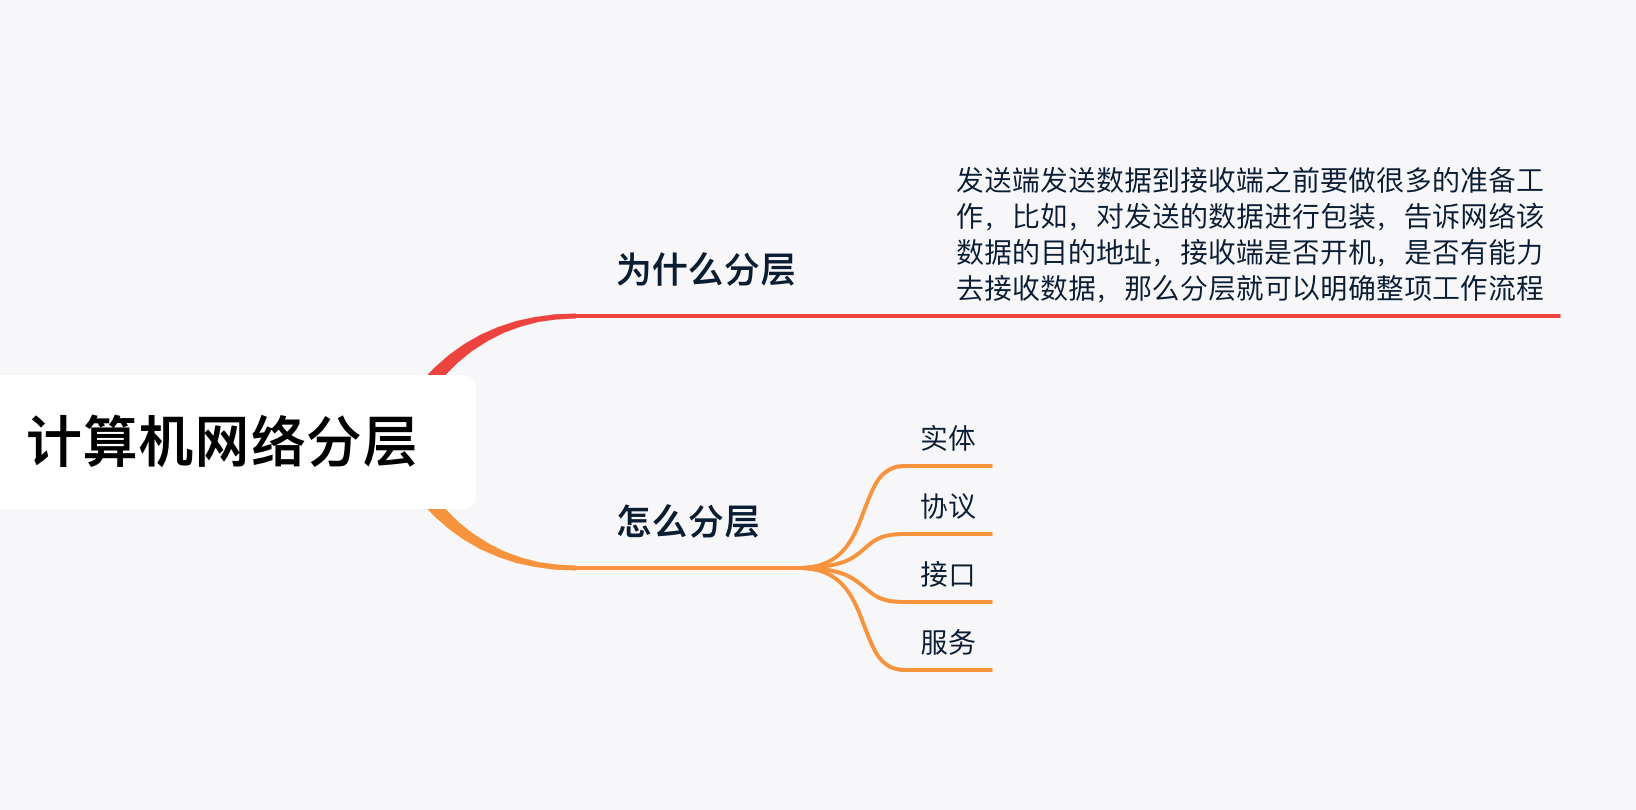 计算机网络分层
为什么分层
发送端发送数据到接收端之前要做很多的准备工
作，比如，对发送的数据进行包装，告诉网络该
数据的目的地址，接收端是否开机，是否有能力
去接收数据，那么分层就可以明确整项工作流程
怎么分层
实体
协议
接口
服务